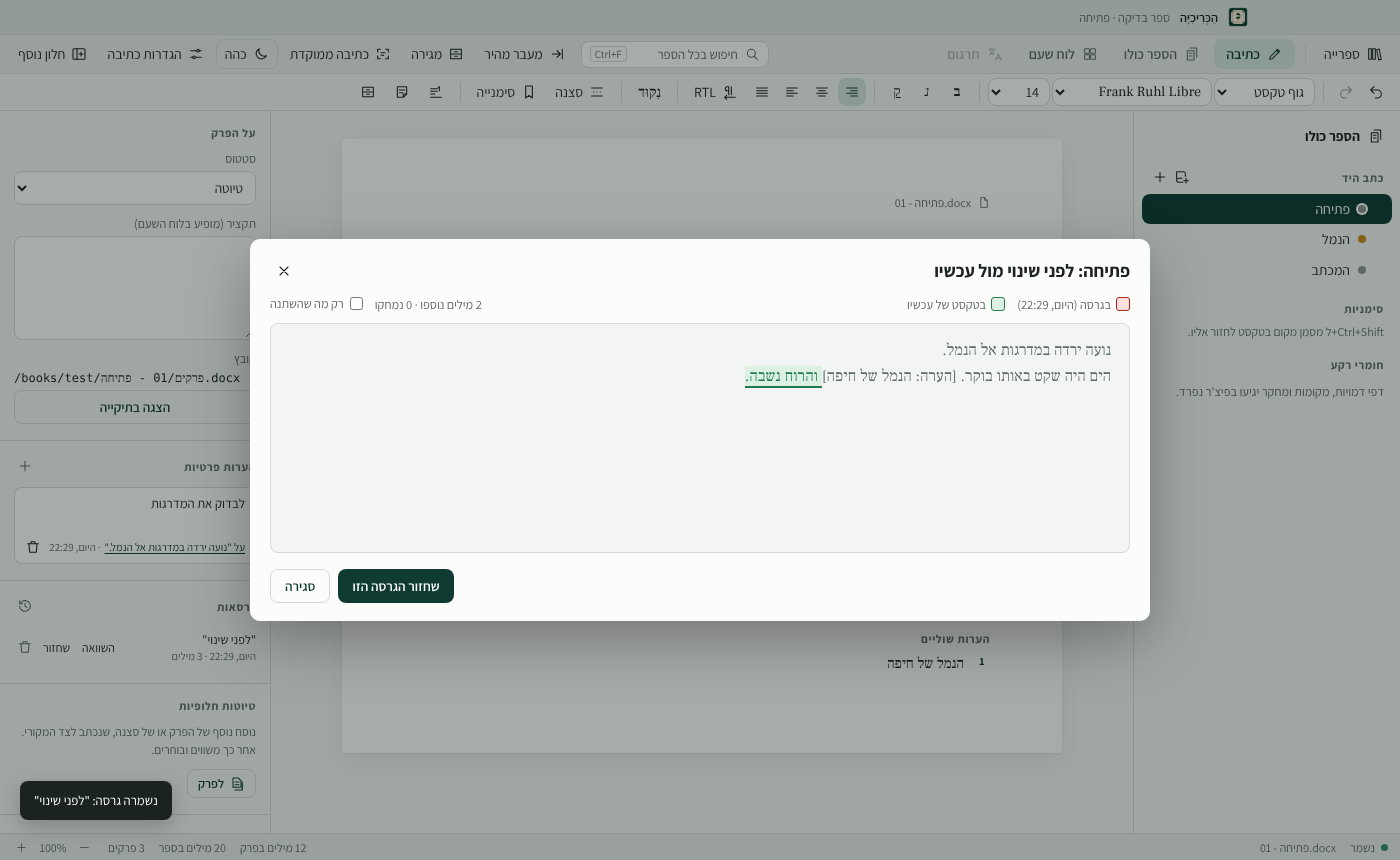 הכריכייה ספר בדיקה · פתיחה
ספרייה כתיבה הספר כולו לוח שעם תרגום חיפוש בכל הספר Ctrl+F מעבר מהיר מגירה כתיבה ממוקדת כהה הגדרות כתיבה חלון נוסף
גוף טקסט Frank Ruhl Libre 14 ב נ ק RTL נִקּוּד סצנה סימנייה
הספר כולו
כתב היד
פתיחה
הנמל
המכתב
סימניות
Ctrl+Shift+ל מסמן מקום בטקסט לחזור אליו.
חומרי רקע
דפי דמויות, מקומות ומחקר יגיעו בפיצ'ר נפרד.
01 - פתיחה.docx
פתיחה: לפני שינוי מול עכשיו
בגרסה (היום, 22:29) בטקסט של עכשיו 2 מילים נוספו · 0 נמחקו רק מה שהשתנה
נועה ירדה במדרגות אל הנמל.
הים היה שקט באותו בוקר. [הערה: הנמל של חיפה] והרוח נשבה.
שחזור הגרסה הזו סגירה
הערות שוליים
1 הנמל של חיפה
על הפרק
סטטוס
טיוטה
תקציר (מופיע בלוח השעם)
ובץ
/books/test/פרקים/01 - פתיחה.docx
הצגה בתיקייה
ערות פרטיות
לבדוק את המדרגות
על "נועה ירדה במדרגות אל הנמל." · היום, 22:29
רסאות
"לפני שינוי"
היום, 22:29 · 3 מילים
השוואה שחזור
טיוטות חלופיות
נוסח נוסף של הפרק או של סצנה, שנכתב לצד המקורי.
אחר כך משווים ובוחרים.
לפרק
נשמרה גרסה: "לפני שינוי"
נשמר 01 - פתיחה.docx 12 מילים בפרק 20 מילים בספר 3 פרקים 100%